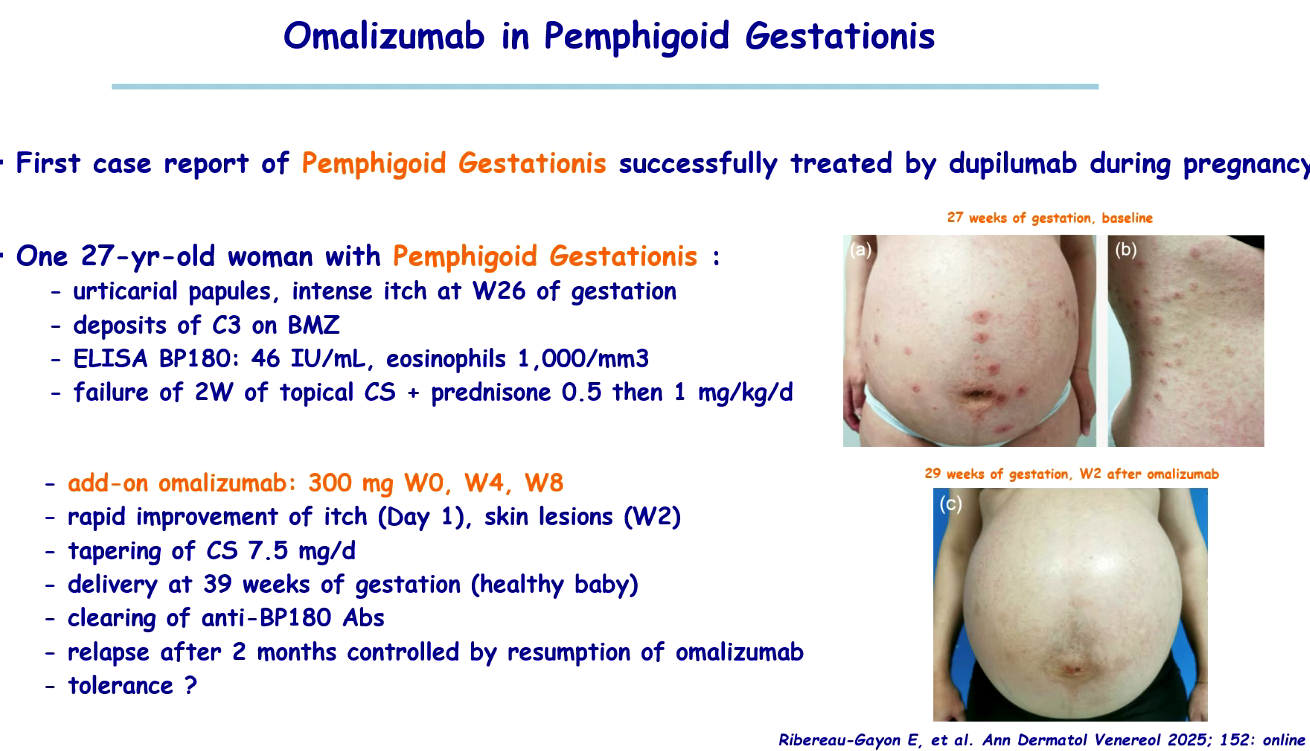 Omalizumab in Pemphigoid Gestationis
· First case report of Pemphigoid Gestationis successfully treated by dupilumab during pregnancy
· One 27-yr-old woman with Pemphigoid Gestationis :
- urticarial papules, intense itch at W26 of gestation
- deposits of C3 on BMZ
- ELISA BP180: 46 IU/mL, eosinophils 1,000/mm3
- failure of 2W of topical CS + prednisone 0.5 then 1 mg/kg/d
- add-on omalizumab: 300 mg W0, W4, W8
- rapid improvement of itch (Day 1), skin lesions (W2)
- tapering of CS 7.5 mg/d
- delivery at 39 weeks of gestation (healthy baby)
- clearing of anti-BP180 Abs
- relapse after 2 months controlled by resumption of omalizumab
- tolerance ?
27 weeks of gestation, baseline
(a)
(b)
29 weeks of gestation, W2 after omalizumab
(c)
Ribereau-Gayon E, et al. Ann Dermatol Venereol 2025; 152: online